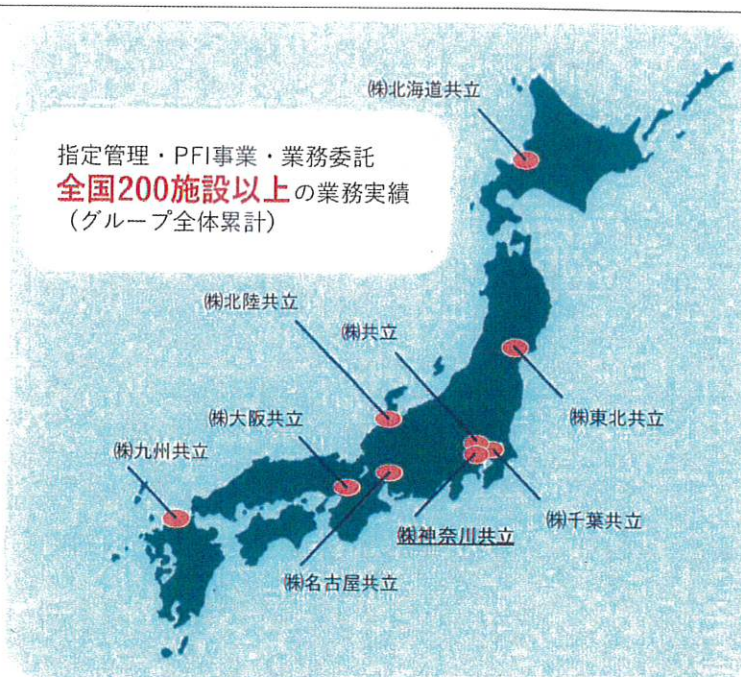 ㈱北海道共立
指定管理・PFI事業・業務委託
全国200施設以上の業務実績
（グループ全体累計）
㈱北陸共立
㈱共立
㈱大阪共立
㈱東北共立
㈱九州共立
㈱千葉共立
㈱神奈川共立
㈱名古屋共立